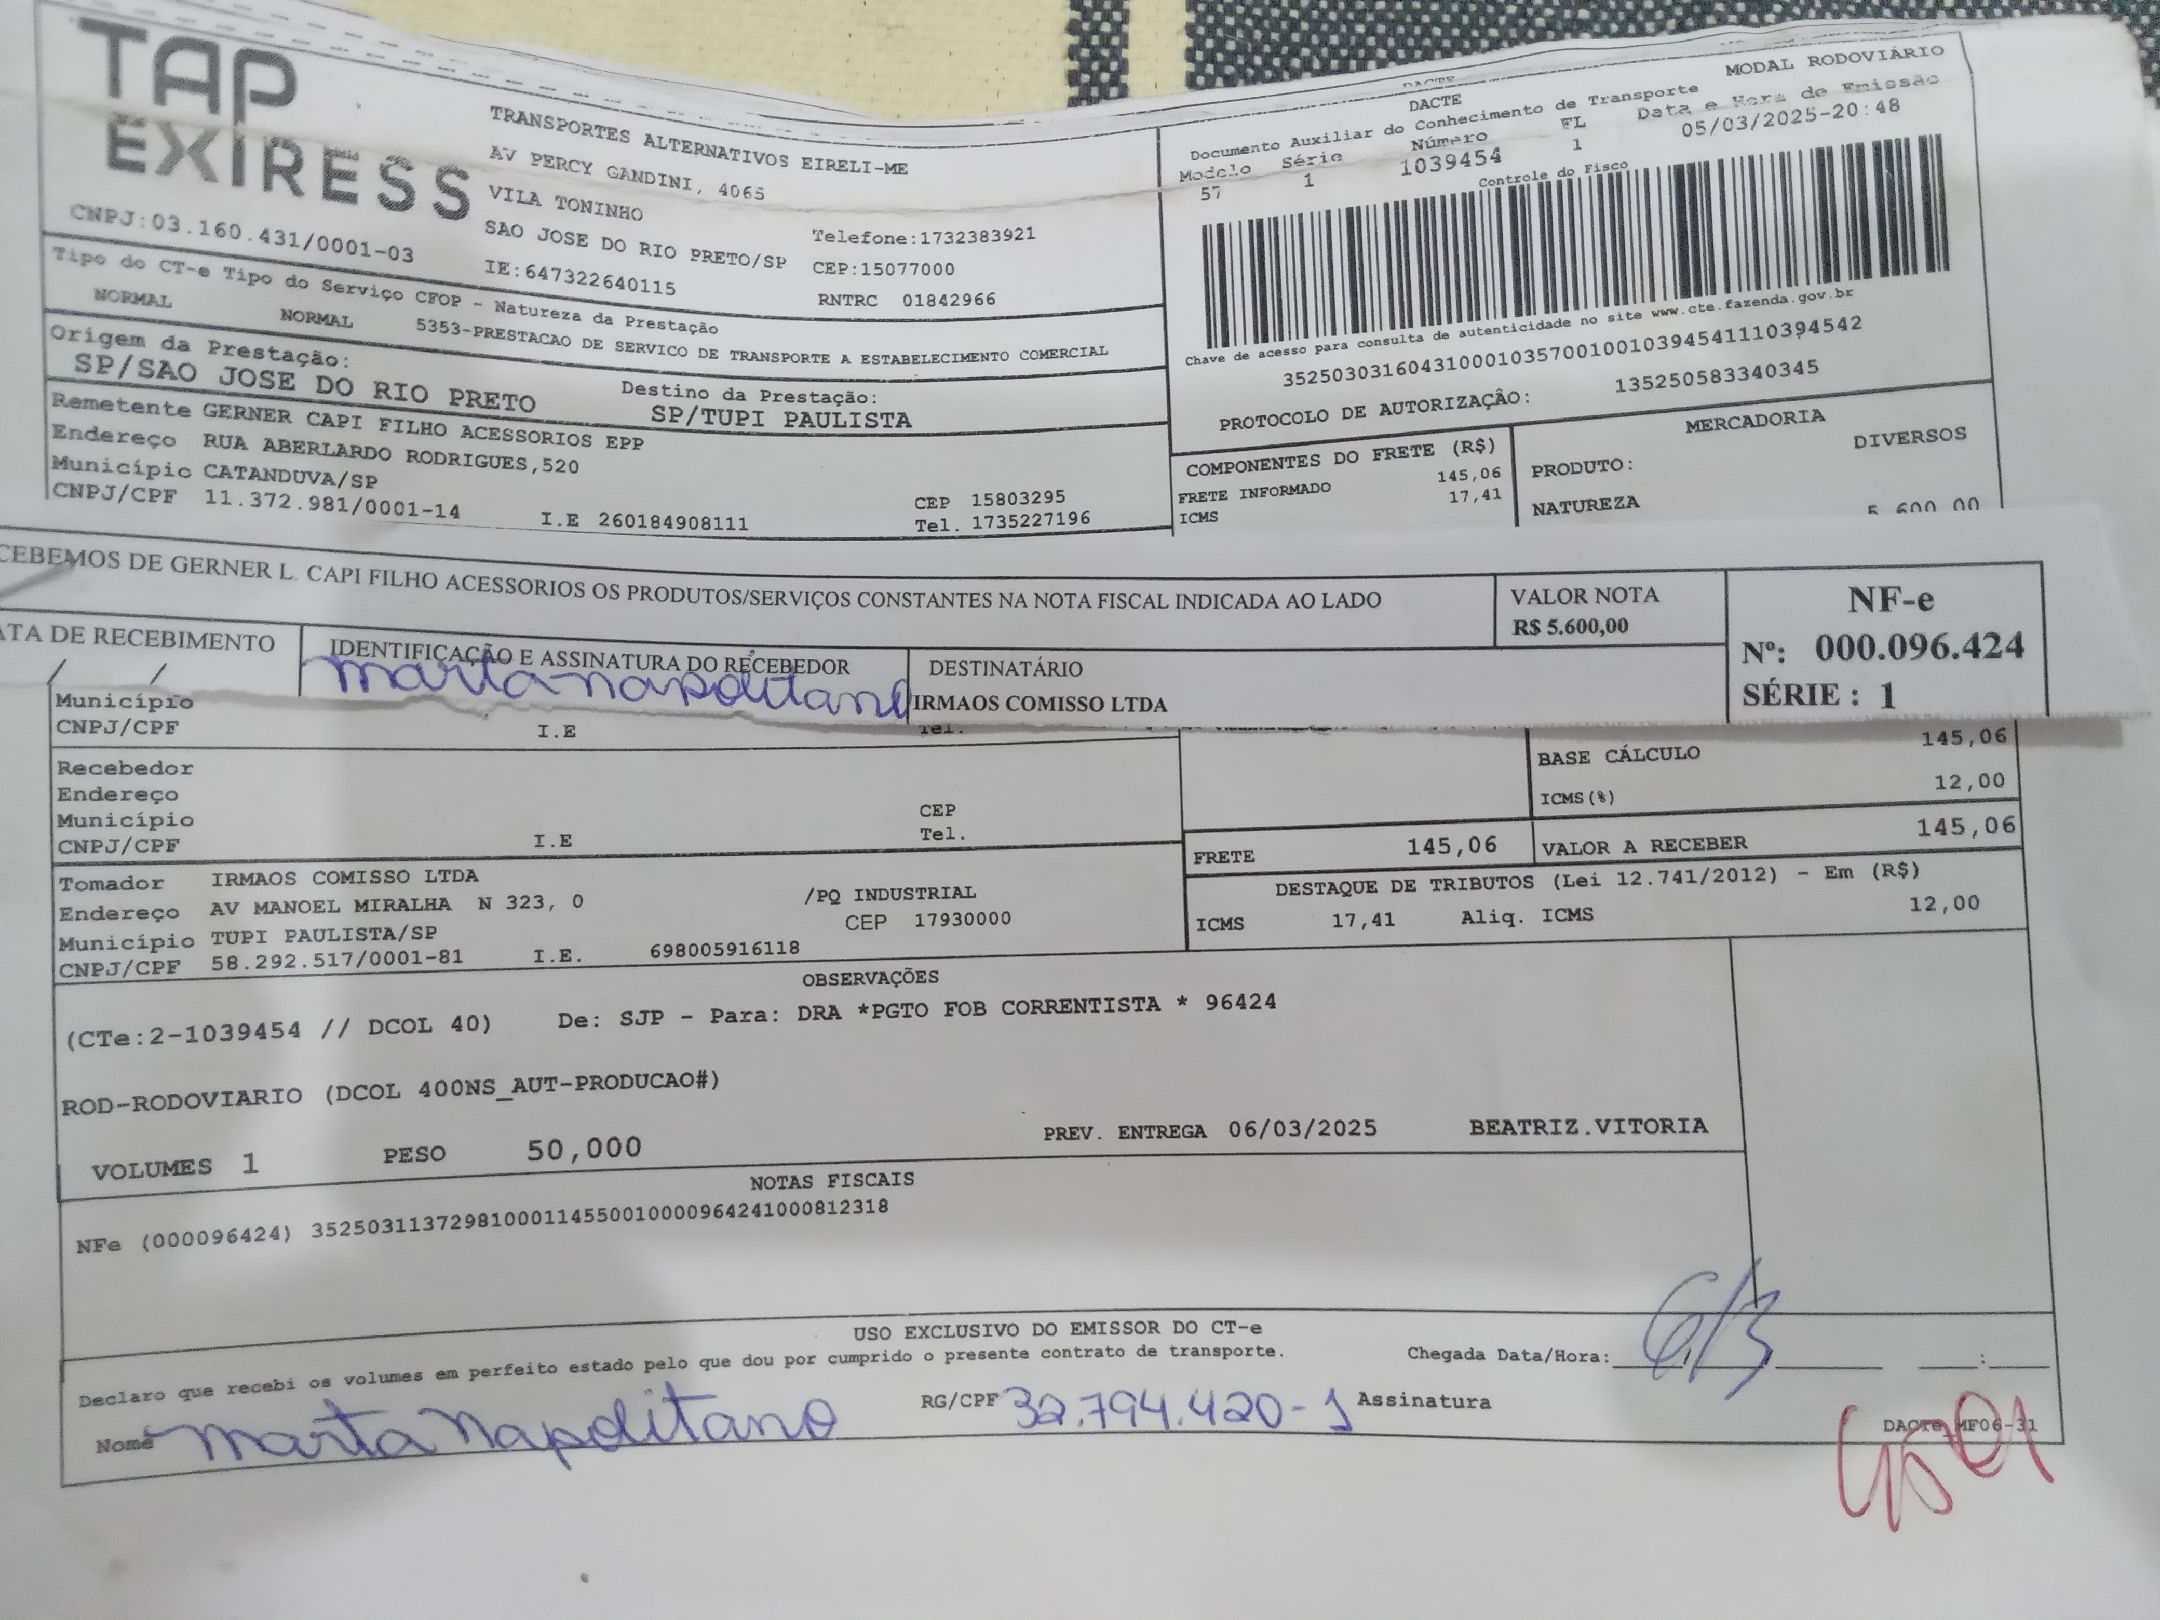 TAP
EXIRESS
CNPJ:03.160.431/0001-03
TRANSPORTES ALTERNATIVOS EIRELI-ME
AV PERCY GANDINI, 4065
VILA TONINHO
SAO JOSE DO RIO PRETO/SP
IE:647322640115
Telefone:1732383921
CEP:15077000
RNTRC 01842966
DACTE
MODAL RODOVIÁRIO
Documento Auxiliar do Conhecimento de Transporte
Modelo Série Número FL Data e Hora de Emissão
57 1 1039454 1 05/03/2025-20:48
Controle do Fisco
Chave de acesso para consulta de autenticidade no site www.cte.fazenda.gov.br
35250303160431000103570010010394541110394542
PROTOCOLO DE AUTORIZAÇÂO: 135250583340345
Tipo do CT-e Tipo do Serviço CFOP - Natureza da Prestação
NORMAL NORMAL 5353-PRESTACAO DE SERVICO DE TRANSPORTE A ESTABELECIMENTO COMERCIAL
Origem da Prestação:
SP/SAO JOSE DO RIO PRETO
Destino da Prestação:
SP/TUPI PAULISTA
Remetente GERNER CAPI FILHO ACESSORIOS EPP
Endereço RUA ABERLARDO RODRIGUES,520
Município CATANDUVA/SP CEP 15803295
CNPJ/CPF 11.372.981/0001-14 I.E 260184908111 Tel. 1735227196
COMPONENTES DO FRETE (R$)
FRETE INFORMADO 145,06
ICMS 17,41
MERCADORIA
PRODUTO: DIVERSOS
NATUREZA
5.600,00
CEBEMOS DE GERNER L. CAPI FILHO ACESSORIOS OS PRODUTOS/SERVIÇOS CONSTANTES NA NOTA FISCAL INDICADA AO LADO
VALOR NOTA
R$ 5.600,00
NF-e
Nº: 000.096.424
SÉRIE : 1
ATA DE RECEBIMENTO
/ /
IDENTIFICAÇÃO E ASSINATURA DO RECEBEDOR
Marta Napolitano
DESTINATÁRIO
IRMAOS COMISSO LTDA
Município
CNPJ/CPF I.E Tel.
Recebedor
Endereço
Município CEP
CNPJ/CPF I.E Tel.
BASE CÁLCULO 145,06
ICMS(%) 12,00
FRETE 145,06 VALOR A RECEBER 145,06
DESTAQUE DE TRIBUTOS (Lei 12.741/2012) - Em (R$)
ICMS 17,41 Aliq. ICMS 12,00
Tomador IRMAOS COMISSO LTDA
Endereço AV MANOEL MIRALHA N 323, 0 /PQ INDUSTRIAL
Município TUPI PAULISTA/SP CEP 17930000
CNPJ/CPF 58.292.517/0001-81 I.E. 698005916118
OBSERVAÇÕES
(CTe:2-1039454 // DCOL 40) De: SJP - Para: DRA *PGTO FOB CORRENTISTA * 96424
ROD-RODOVIARIO (DCOL 400NS_AUT-PRODUCAO#)
VOLUMES 1 PESO 50,000 PREV. ENTREGA 06/03/2025 BEATRIZ.VITORIA
NOTAS FISCAIS
NFe (000096424) 35250311372981000114550010000964241000812318
USO EXCLUSIVO DO EMISSOR DO CT-e
Declaro que recebi os volumes em perfeito estado pelo que dou por cumprido o presente contrato de transporte.
Chegada Data/Hora: 6/3 :
Nome Marta Napolitano RG/CPF 32.794.420-1 Assinatura
DACTe_MF06-31